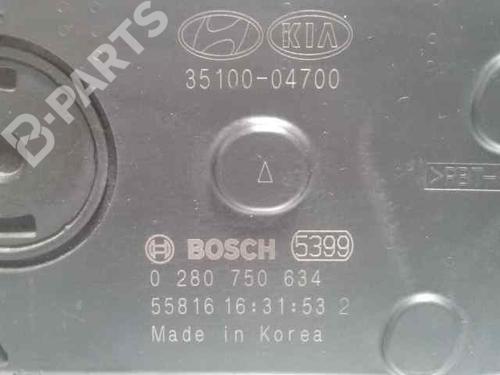 KIA
35100-04700
>PBT-
BOSCH 5399
0 280 750 634
55816 16:31:53 2
Made in Korea
B-PARTS